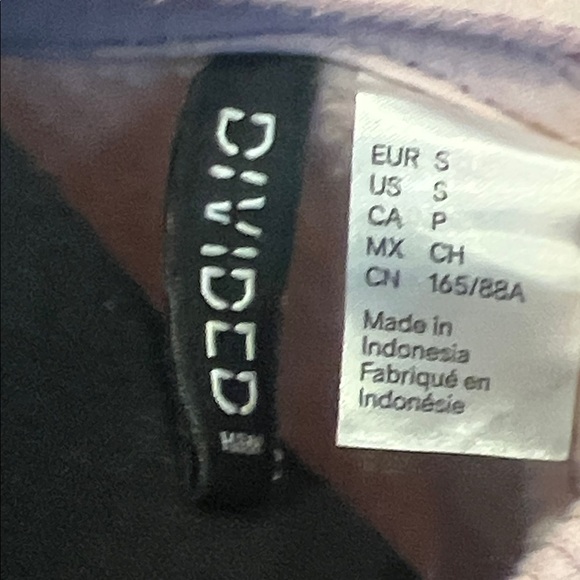 DIVIDED
H&M
EUR S
US S
CA P
MX CH
CN 165/88A
Made in
Indonesia
Fabriqué en
Indonésie